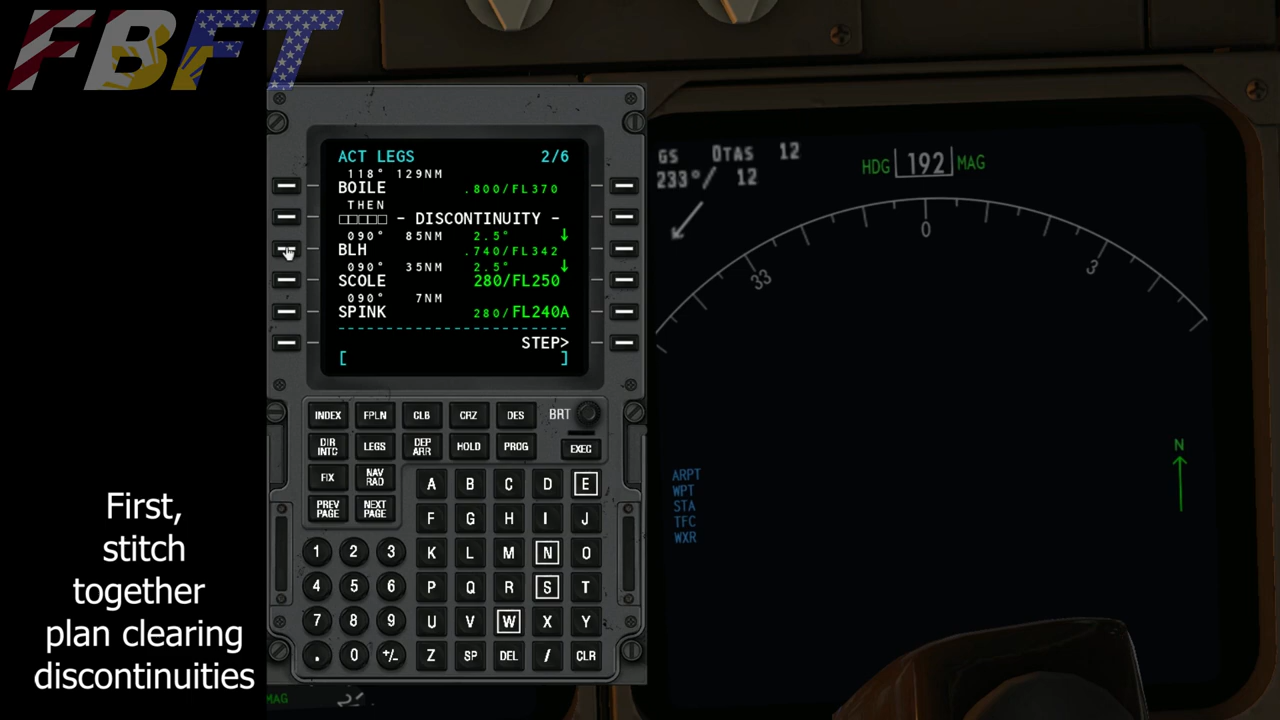 FBFT
ACT LEGS 2/6
118° 129NM
BOILE .800/FL370
THEN
□□□□□ - DISCONTINUITY -
090° 85NM 2.5° ↓
BLH .740/FL342
090° 35NM 2.5° ↓
SCOLE 280/FL250
090° 7NM
SPINK 280/FL240A
--------------------------
STEP>
[ ]
INDEX FPLN CLB CRZ DES BRT
DIR INTC LEGS DEP ARR HOLD PROG EXEC
FIX NAV RAD
PREV PAGE NEXT PAGE
A B C D E
F G H I J
1 2 3 K L M N O
4 5 6 P Q R S T
7 8 9 U V W X Y
. 0 +/- Z SP DEL / CLR
GS 0TAS 12
233°/ 12
HDG 192 MAG
33 0 3
N
ARPT
WPT
STA
TFC
WXR
MAG
First,
stitch
together
plan clearing
discontinuities